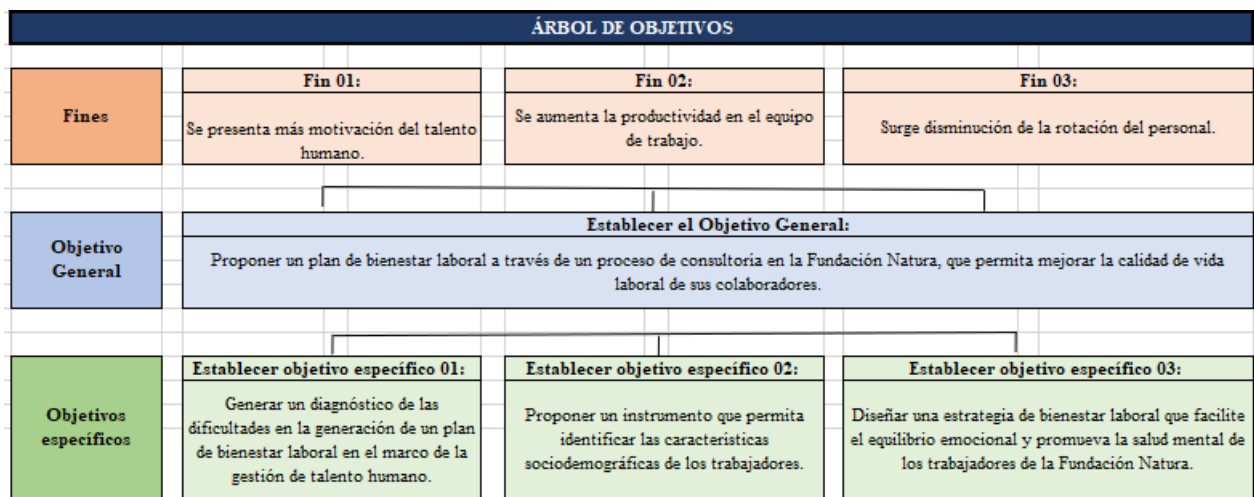 ÁRBOL DE OBJETIVOS
Fines
Fin 01:
Se presenta más motivación del talento
humano.
Fin 02:
Se aumenta la productividad en el equipo
de trabajo.
Fin 03:
Surge disminución de la rotación del personal.
Objetivo
General
Establecer el Objetivo General:
Proponer un plan de bienestar laboral a través de un proceso de consultoria en la Fundación Natura, que permita mejorar la calidad de vida
laboral de sus colaboradores.
Objetivos
específicos
Establecer objetivo específico 01:
Generar un diagnóstico de las
dificultades en la generación de un plan
de bienestar laboral en el marco de la
gestión de talento humano.
Establecer objetivo específico 02:
Proponer un instrumento que permita
identificar las características
sociodemográficas de los trabajadores.
Establecer objetivo específico 03:
Diseñar una estrategia de bienestar laboral que facilite
el equilibrio emocional y promueva la salud mental de
los trabajadores de la Fundación Natura.